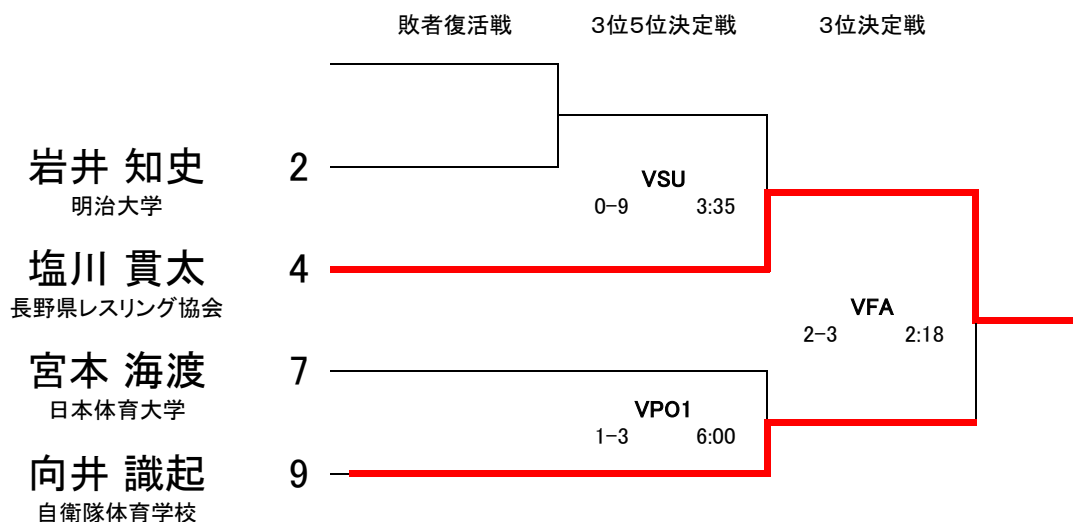 敗者復活戦 3位5位決定戦 3位決定戦
岩井 知史 2
明治大学
VSU
0-9 3:35
塩川 貫太 4
長野県レスリング協会
VFA
2-3 2:18
宮本 海渡 7
日本体育大学
VPO1
1-3 6:00
向井 識起 9
自衛隊体育学校